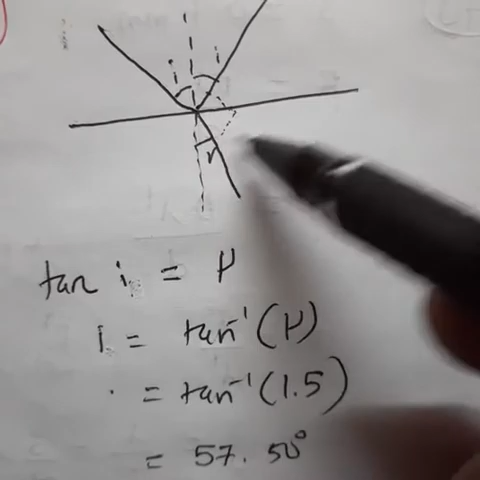 i i
r
tan i = μ
i = tan⁻¹(μ)
= tan⁻¹(1.5)
= 57.50°